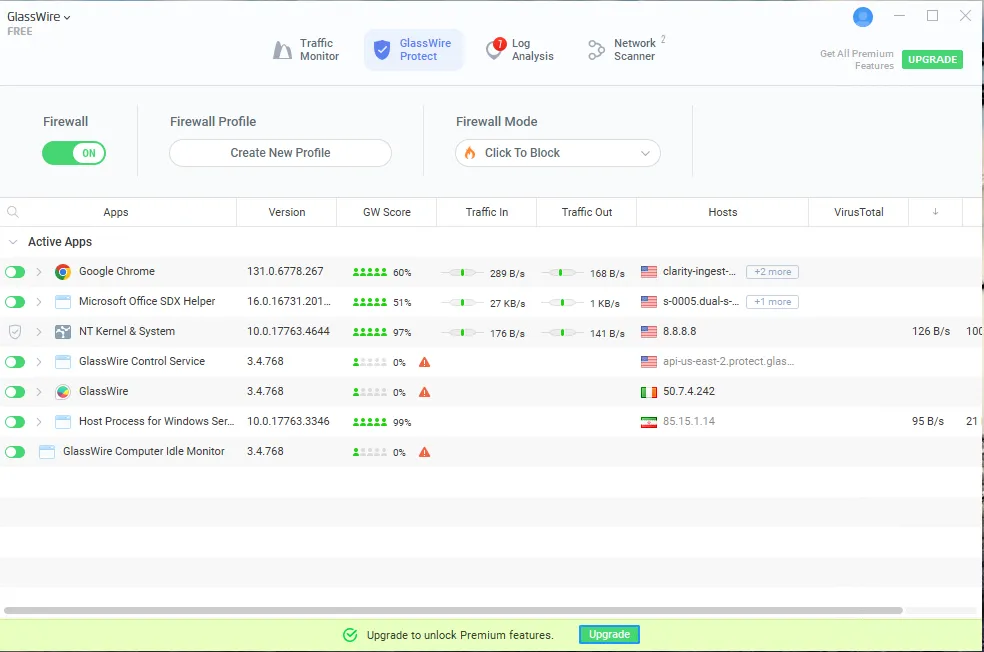 GlassWire
FREE
Traffic Monitor
GlassWire Protect
7
Log Analysis
Network Scanner 2
Get All Premium Features
UPGRADE
Firewall
ON
Firewall Profile
Create New Profile
Firewall Mode
Click To Block
Apps Version GW Score Traffic In Traffic Out Hosts VirusTotal ↓
Active Apps
Google Chrome 131.0.6778.267 60% 289 B/s 168 B/s clarity-ingest-... +2 more
Microsoft Office SDX Helper 16.0.16731.201... 51% 27 KB/s 1 KB/s s-0005.dual-s-... +1 more
NT Kernel & System 10.0.17763.4644 97% 176 B/s 141 B/s 8.8.8.8 126 B/s 100
GlassWire Control Service 3.4.768 0% api-us-east-2.protect.glas...
GlassWire 3.4.768 0% 50.7.4.242
Host Process for Windows Ser... 10.0.17763.3346 99% 85.15.1.14 95 B/s 21
GlassWire Computer Idle Monitor 3.4.768 0%
Upgrade to unlock Premium features. Upgrade